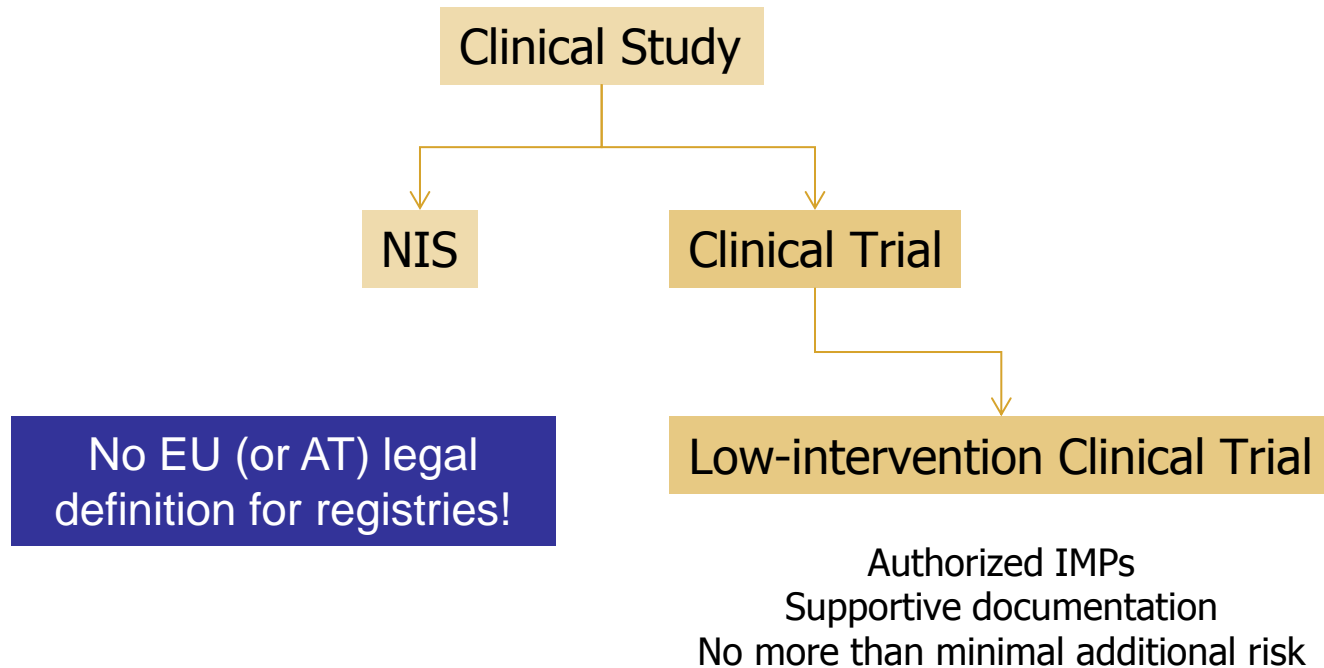 Clinical Study
NIS
Clinical Trial
No EU (or AT) legal
definition for registries!
Low-intervention Clinical Trial
Authorized IMPs
Supportive documentation
No more than minimal additional risk